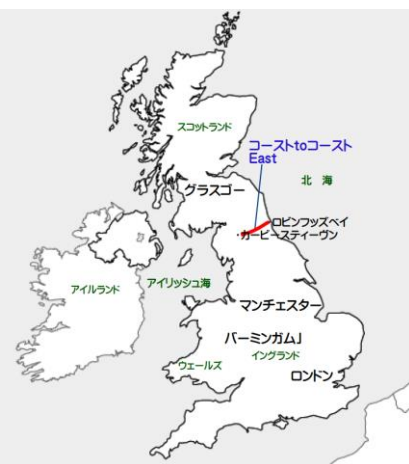 スコットランド
コーストtoコースト
East
北 海
グラスゴー
ロビンフッズベイ
・カービースティーヴン
アイルランド
アイリッシュ海
マンチェスター
バーミンガムJ
イングランド
ウェールズ
ロンドン